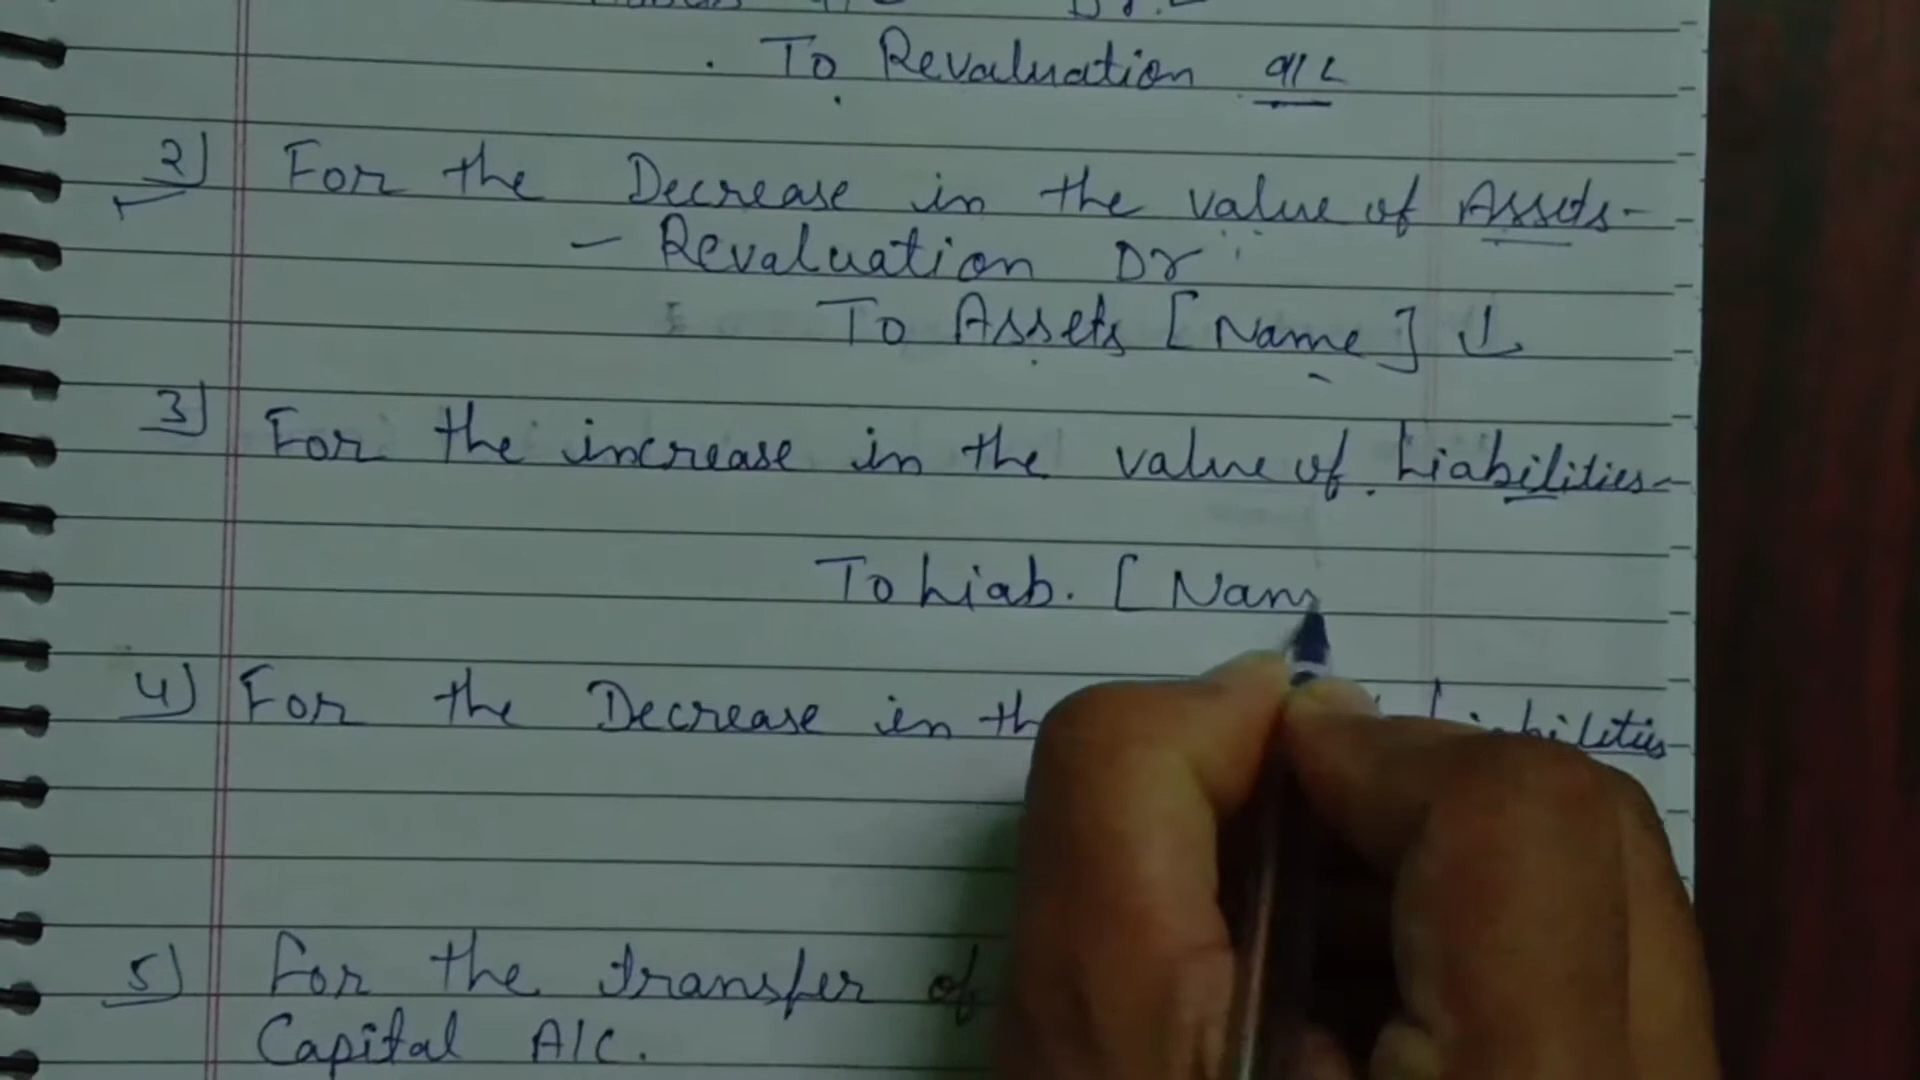 . To Revaluation a/c
2) For the Decrease in the value of Assets-
- Revaluation Dr
To Assets [Name] ↓
3) For the increase in the value of Liabilities-
To Liab. [Nam
4) For the Decrease in th Liabilities
5) For the transfer of
Capital A/C.